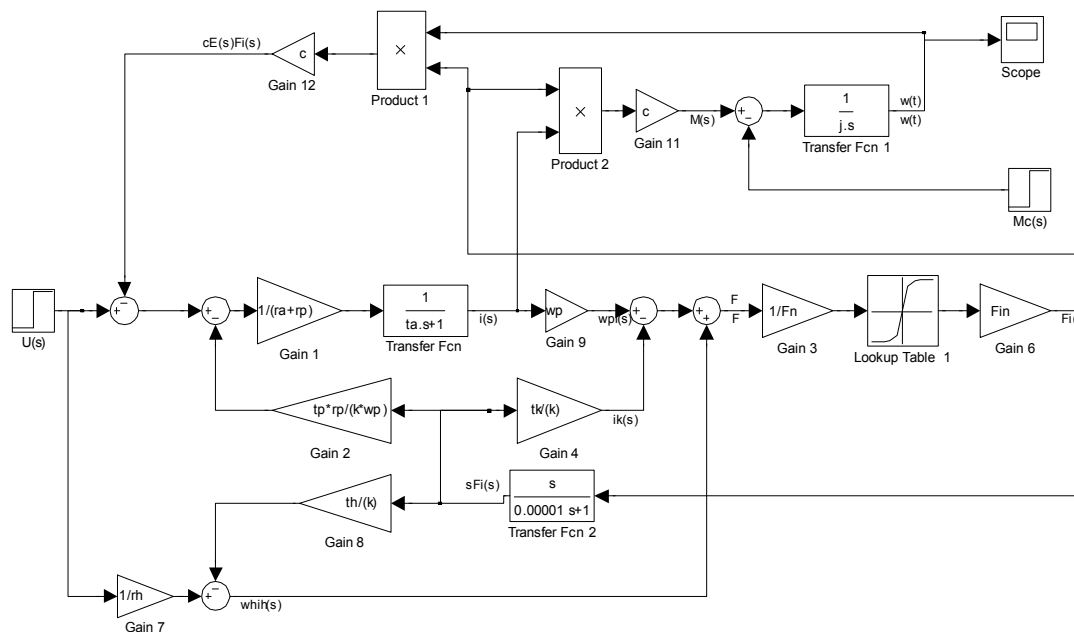 cE(s)Fi(s)
c
Gain 12
×
Product 1
Scope
×
Product 2
c
Gain 11
M(s)
+
−
1
j.s
Transfer Fcn 1
w(t)
w(t)
Mc(s)
U(s)
−
+
+
−
1/(ra+rp)
Gain 1
1
ta.s+1
Transfer Fcn
i(s)
wp
Gain 9
wpi(s)
+
−
+
+
F
F
1/Fn
Gain 3
Lookup Table 1
Fin
Gain 6
Fi(
tp*rp/(k*wp)
Gain 2
tk/(k)
Gain 4
ik(s)
th/(k)
Gain 8
sFi(s)
s
0.00001 s+1
Transfer Fcn 2
1/rh
Gain 7
−
+
whih(s)